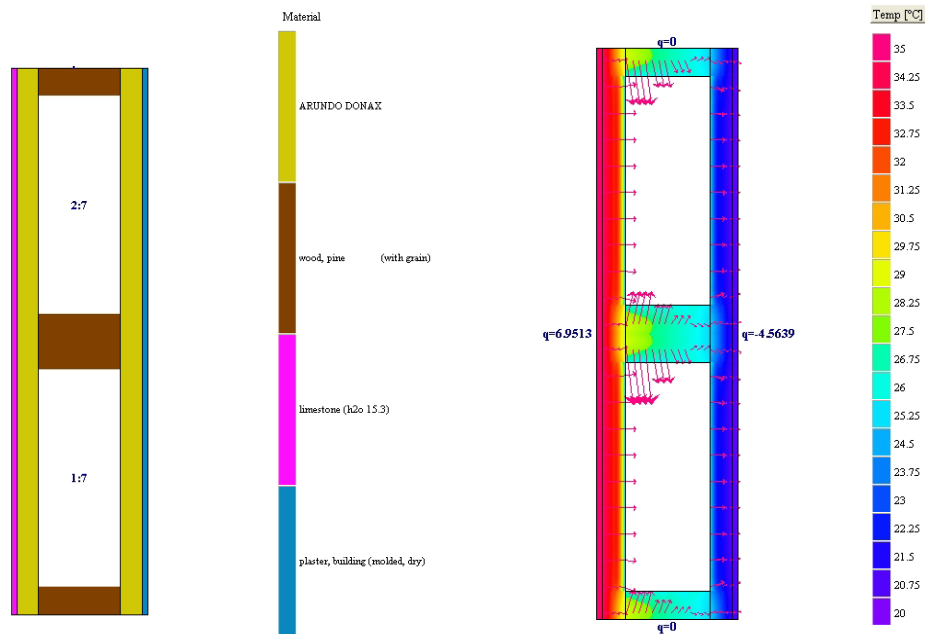 Material
ARUNDO DONAX
wood, pine (with grain)
limestone (h2o 15.3)
plaster, building (molded, dry)
2:7
1:7
q=0
q=6.9513
q=-4.5639
q=0
Temp [°C]
35
34.25
33.5
32.75
32
31.25
30.5
29.75
29
28.25
27.5
26.75
26
25.25
24.5
23.75
23
22.25
21.5
20.75
20